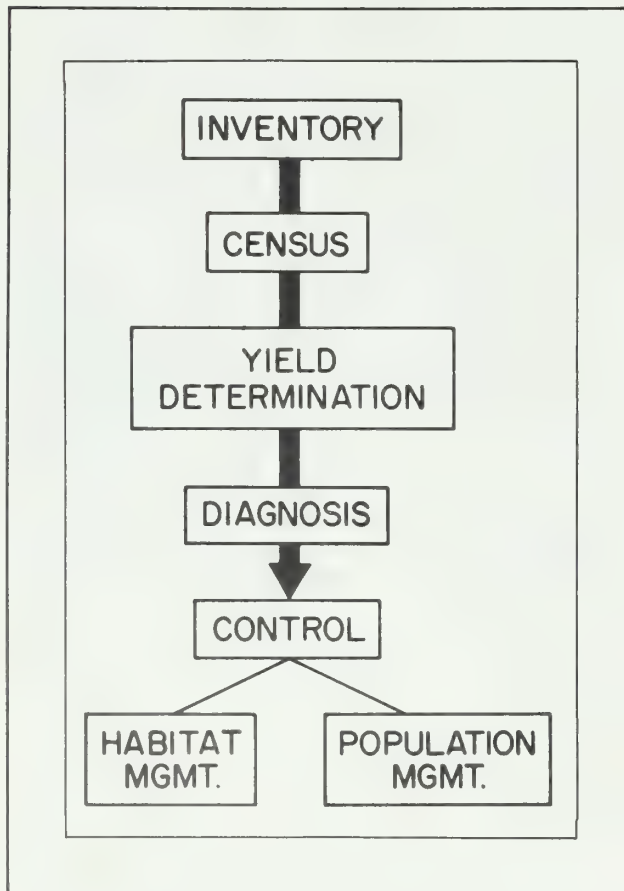 INVENTORY
CENSUS
YIELD
DETERMINATION
DIAGNOSIS
CONTROL
HABITAT
MGMT.
POPULATION
MGMT.